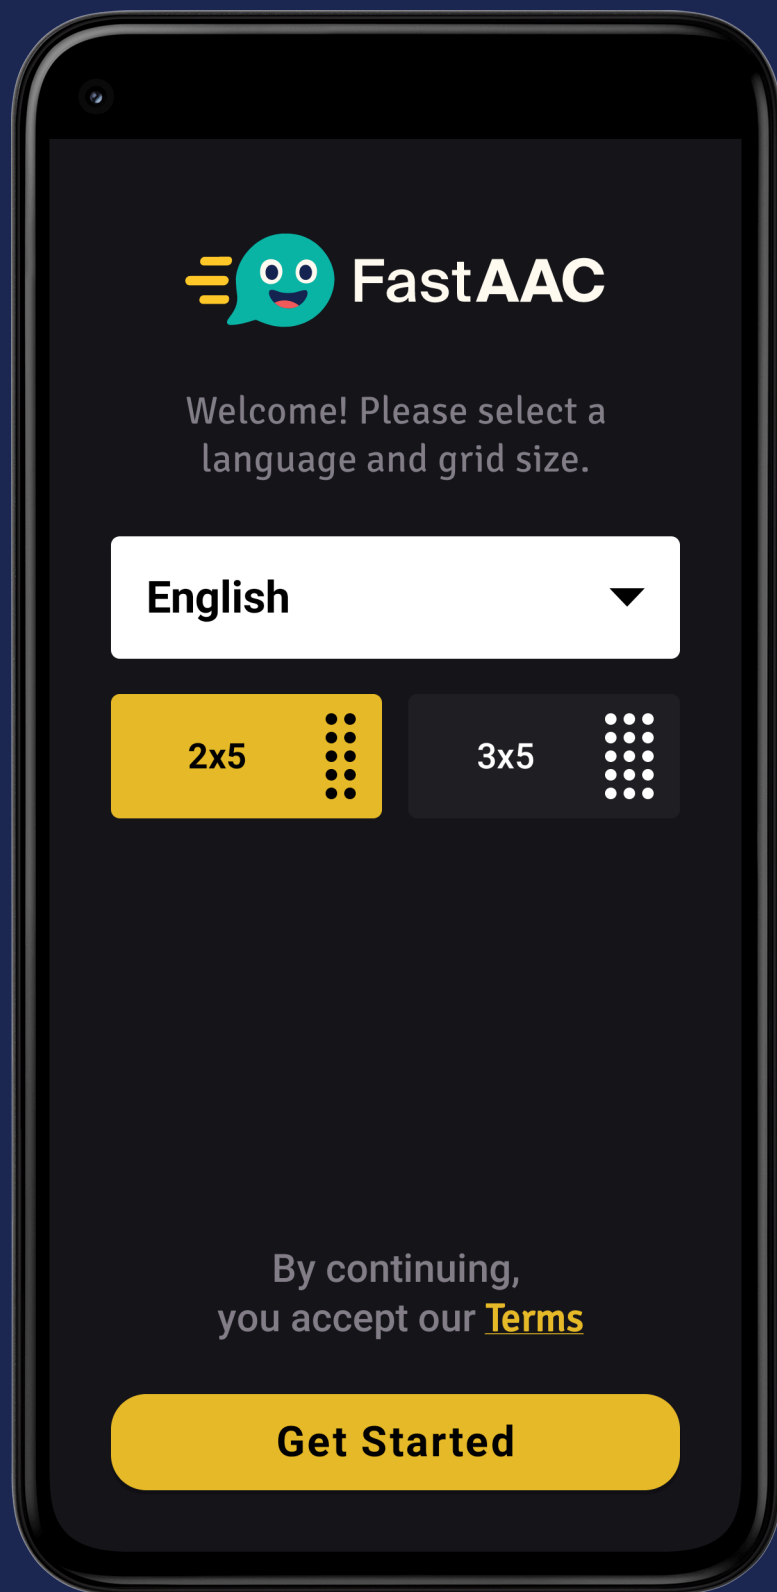 FastAAC
Welcome! Please select a
language and grid size.
English
2x5
3x5
By continuing,
you accept our Terms
Get Started